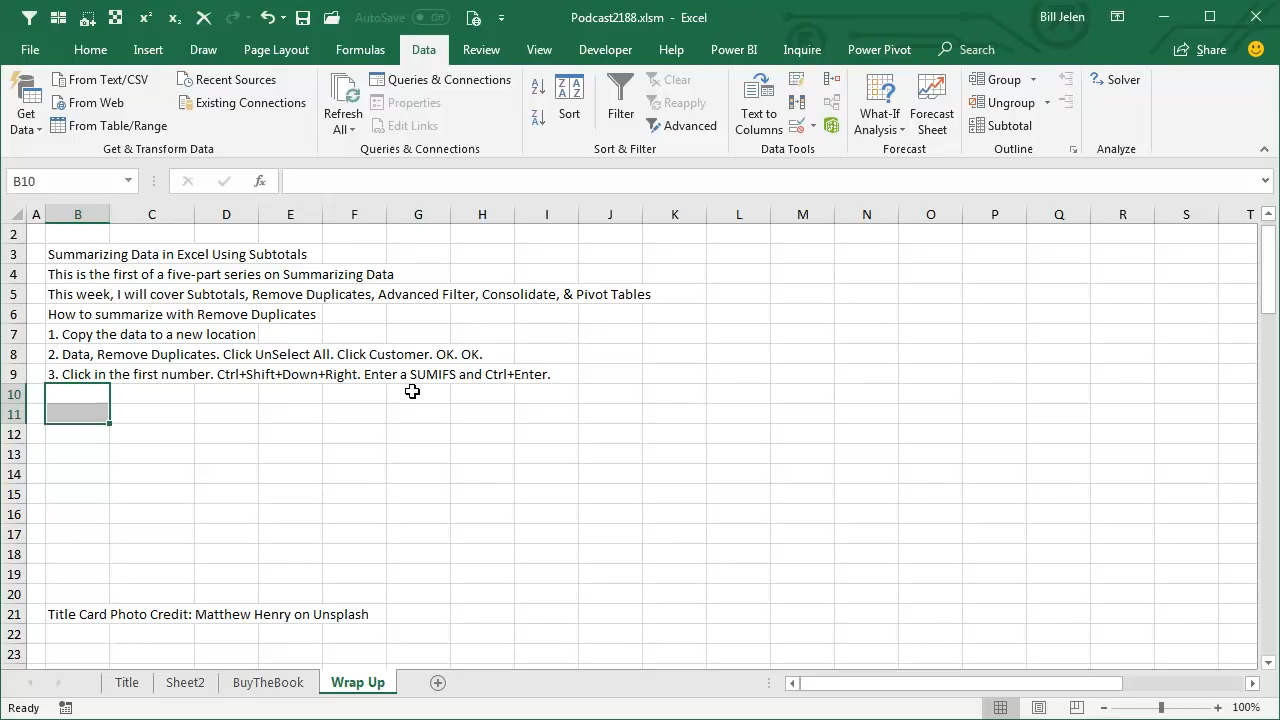 AutoSave Off Podcast2188.xlsm - Excel Bill Jelen
File Home Insert Draw Page Layout Formulas Data Review View Developer Help Power BI Inquire Power Pivot Search Share
Get Data
From Text/CSV
From Web
From Table/Range
Recent Sources
Existing Connections
Get & Transform Data
Refresh All
Queries & Connections
Properties
Edit Links
Queries & Connections
Sort
Filter
Clear
Reapply
Advanced
Sort & Filter
Text to Columns
Data Tools
What-If Analysis
Forecast Sheet
Forecast
Group
Ungroup
Subtotal
Outline
Solver
Analyze
B10
A B C D E F G H I J K L M N O P Q R S T
2
3 Summarizing Data in Excel Using Subtotals
4 This is the first of a five-part series on Summarizing Data
5 This week, I will cover Subtotals, Remove Duplicates, Advanced Filter, Consolidate, & Pivot Tables
6 How to summarize with Remove Duplicates
7 1. Copy the data to a new location
8 2. Data, Remove Duplicates. Click UnSelect All. Click Customer. OK. OK.
9 3. Click in the first number. Ctrl+Shift+Down+Right. Enter a SUMIFS and Ctrl+Enter.
10
11
12
13
14
15
16
17
18
19
20
21 Title Card Photo Credit: Matthew Henry on Unsplash
22
23
Title Sheet2 BuyTheBook Wrap Up
Ready 100%